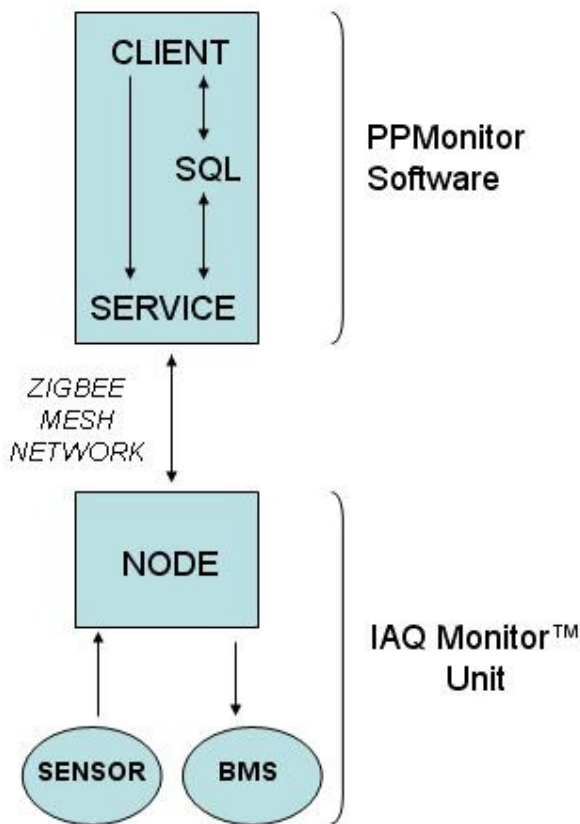 CLIENT
SQL
SERVICE
PPMonitor
Software
ZIGBEE
MESH
NETWORK
NODE
IAQ Monitor™
Unit
SENSOR
BMS